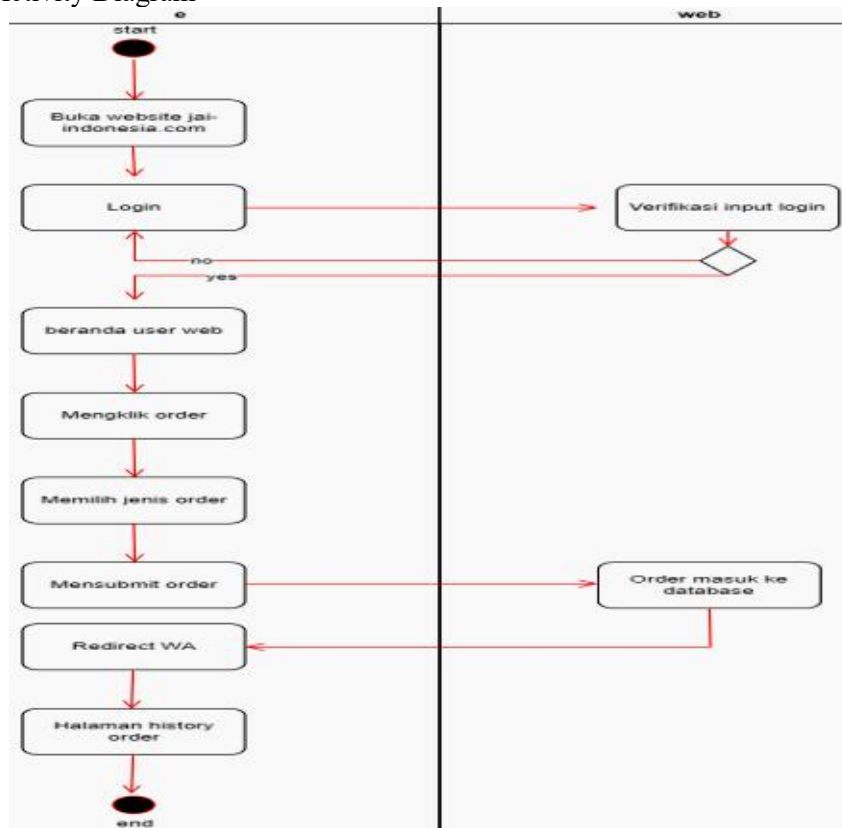 e
web
start
Buka website jai-
indonesia.com
Login
Verifikasi input login
no
yes
beranda user web
Mengklik order
Memilih jenis order
Mensubmit order
Order masuk ke
database
Redirect WA
Halaman history
order
end